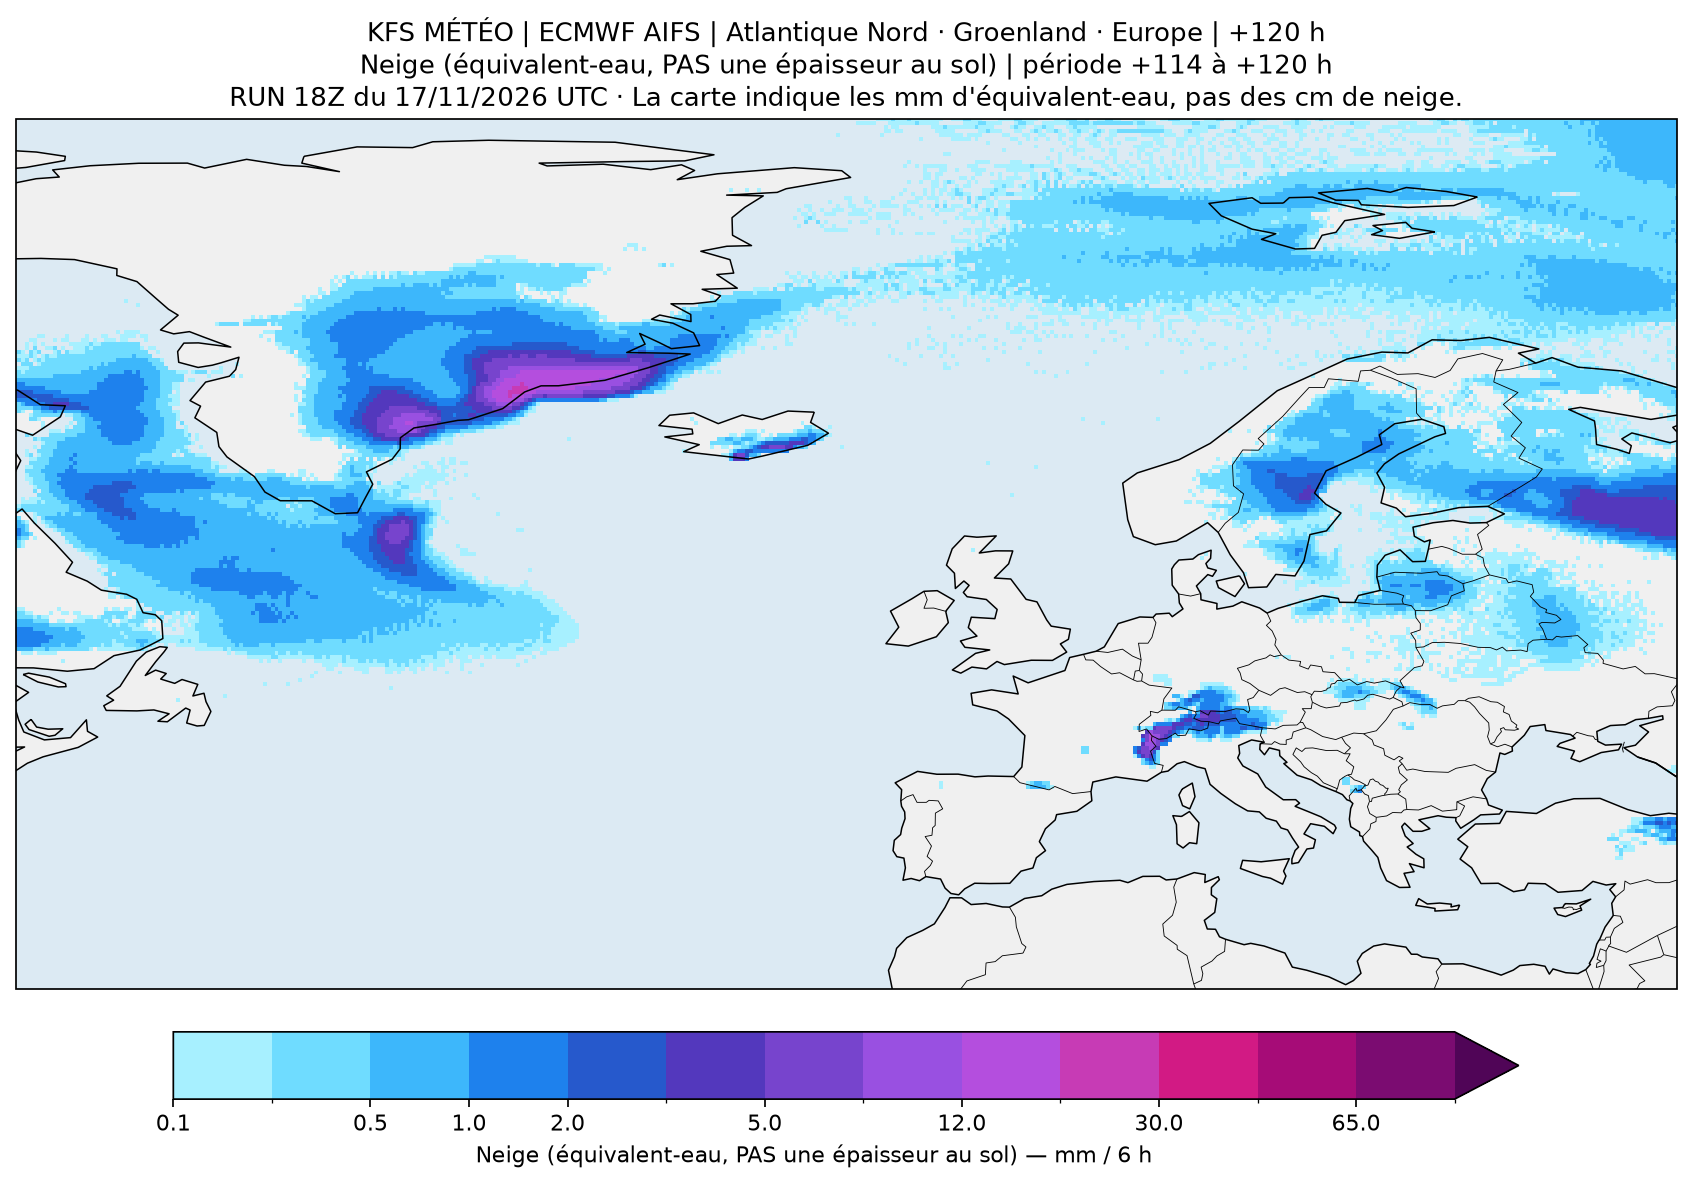 KFS MÉTÉO | ECMWF AIFS | Atlantique Nord · Groenland · Europe | +120 h
Neige (équivalent-eau, PAS une épaisseur au sol) | période +114 à +120 h
RUN 18Z du 17/11/2026 UTC · La carte indique les mm d'équivalent-eau, pas des cm de neige.
0.1 0.5 1.0 2.0 5.0 12.0 30.0 65.0
Neige (équivalent-eau, PAS une épaisseur au sol) — mm / 6 h